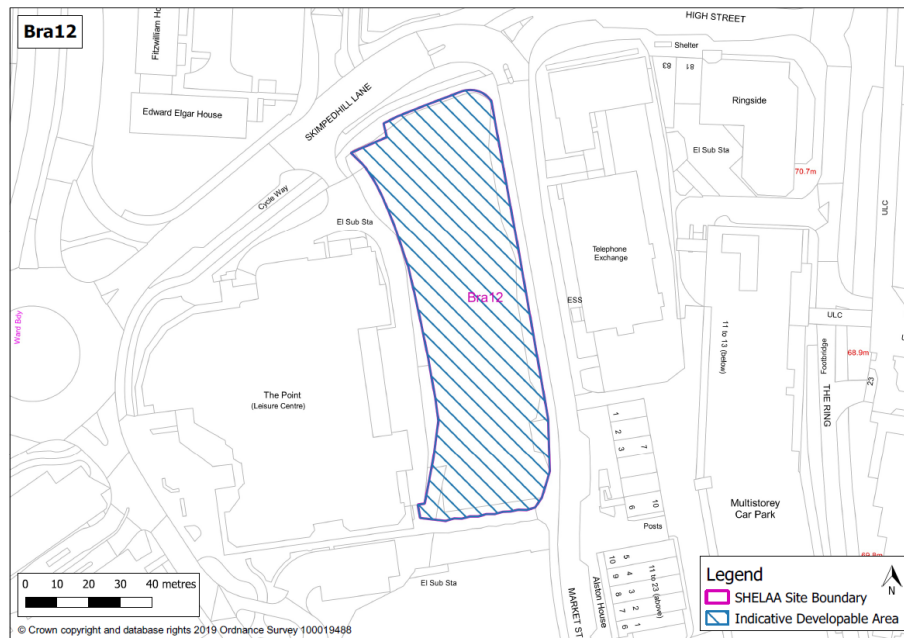 Bra12
HIGH STREET
Fitzwilliam Ho
Shelter
83
81
Ringside
Edward Elgar House
SKIMPEDHILL LANE
El Sub Sta
70.7m
Cycle Way
ULC
El Sub Sta
Telephone
Exchange
Bra12
ESS
Ward Bdy
ULC
11 to 13 (below)
Footbridge
68.9m
THE RING
23
The Point
(Leisure Centre)
1
2
3
7
6
10
Posts
Multistorey
Car Park
69.8m
El Sub Sta
MARKET ST
Alston House
10
9
8
7
6
5
4
3
2
1
11 to 23 (above)
0 10 20 30 40 metres
Legend
SHELAA Site Boundary
Indicative Developable Area
N
© Crown copyright and database rights 2019 Ordnance Survey 100019488